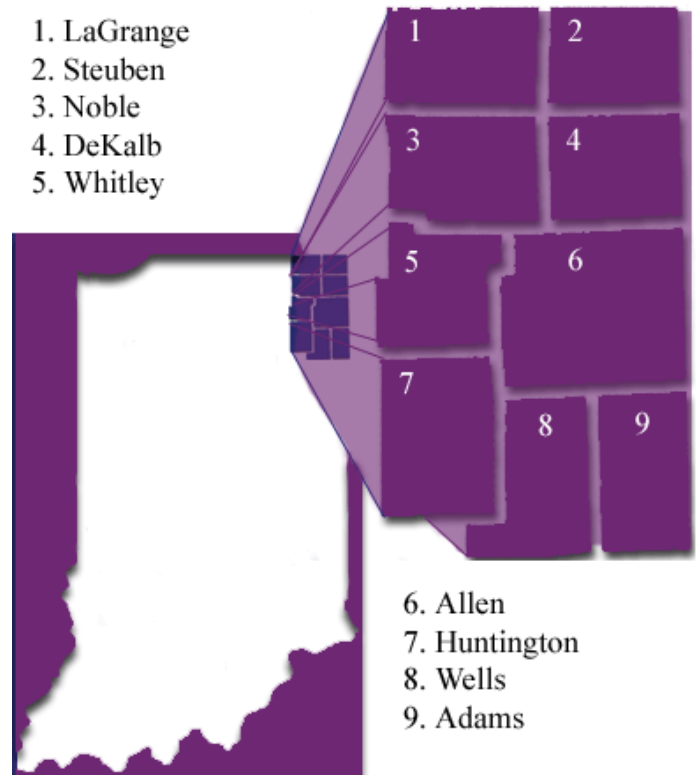 1. LaGrange
2. Steuben
3. Noble
4. DeKalb
5. Whitley
1
2
3
4
5
6
7
8
9
6. Allen
7. Huntington
8. Wells
9. Adams